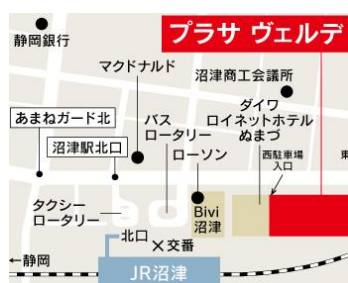 プラサ ヴェルデ
静岡銀行
マクドナルド
沼津商工会議所
ダイワ
ロイネットホテル
ぬまづ
あまねガード北
沼津駅北口
バス
ロータリー
ローソン
西駐車場
入口
タクシー
ロータリー
Bivi
沼津
北口
×交番
←静岡
JR沼津